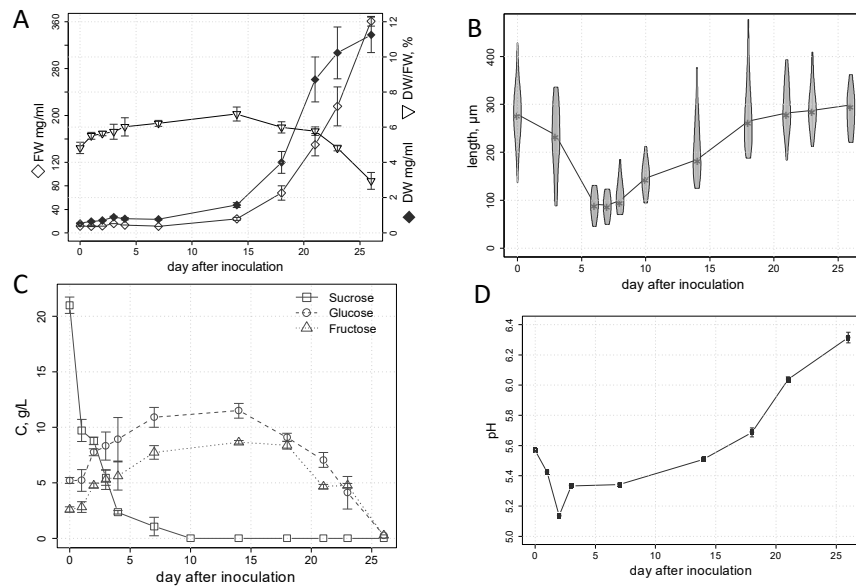 A
◇ FW mg/ml
0 40 80 120 200 280 360
0 2 4 6 8 10 12
◆ DW mg/ml ▽ DW/FW, %
0 5 10 15 20 25
day after inoculation
B
length, µm
0 100 200 300 400
0 5 10 15 20 25
day after inoculation
C
Sucrose
Glucose
Fructose
C, g/L
0 5 10 15 20
0 5 10 15 20 25
day after inoculation
D
pH
5.0 5.2 5.4 5.6 5.8 6.0 6.2 6.4
0 5 10 15 20 25
day after inoculation